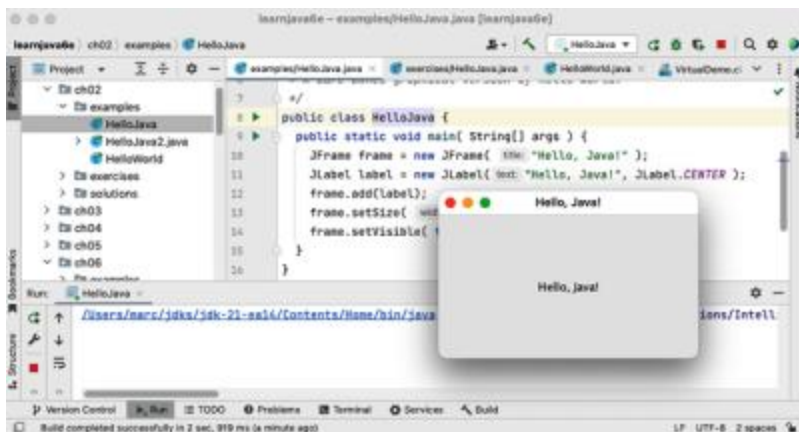 learnjava6e – examples/HelloJava.java [learnjava6e]
learnjava6e ch02 examples HelloJava
HelloJava
Project
examples/HelloJava.java
exercises/HelloJava.java
HelloWorld.java
VirtualDemo.c
Project
ch02
examples
HelloJava
HelloJava2.java
HelloWorld
exercises
solutions
ch03
ch04
ch05
ch06
7 */
8 public class HelloJava {
9 public static void main( String[] args ) {
10 JFrame frame = new JFrame( title: "Hello, Java!" );
11 JLabel label = new JLabel( text: "Hello, Java!", JLabel.CENTER );
12 frame.add(label);
13 frame.setSize(
14 frame.setVisible(
15 }
16 }
Hello, Java!
Hello, Java!
Bookmarks
Structure
Run: HelloJava
/Users/marc/jdks/jdk-21-ea14/Contents/Home/bin/java
ions/Intell
Version Control Run TODO Problems Terminal Services Build
Build completed successfully in 2 sec, 919 ms (a minute ago)
LF UTF-8 2 spaces